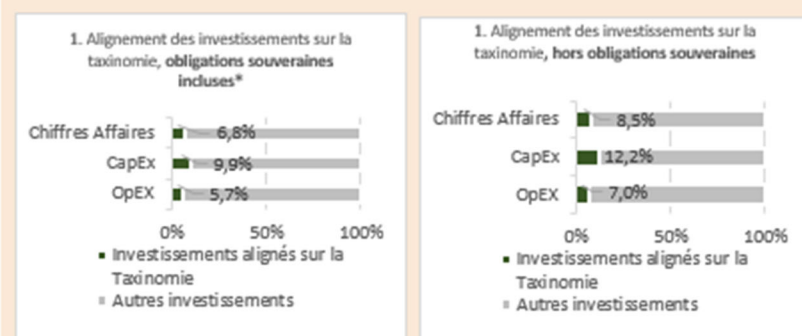 1. Alignement des investissements sur la
taxinomie, obligations souveraines
incluses*
Chiffres Affaires
6,8%
CapEx
9,9%
OpEX
5,7%
0% 50% 100%
Investissements alignés sur la
Taxinomie
Autres investissements
1. Alignement des investissements sur la
taxinomie, hors obligations souveraines
Chiffres Affaires
8,5%
CapEx
12,2%
OpEX
7,0%
0% 50% 100%
Investissements alignés sur la
Taxinomie
Autres investissements